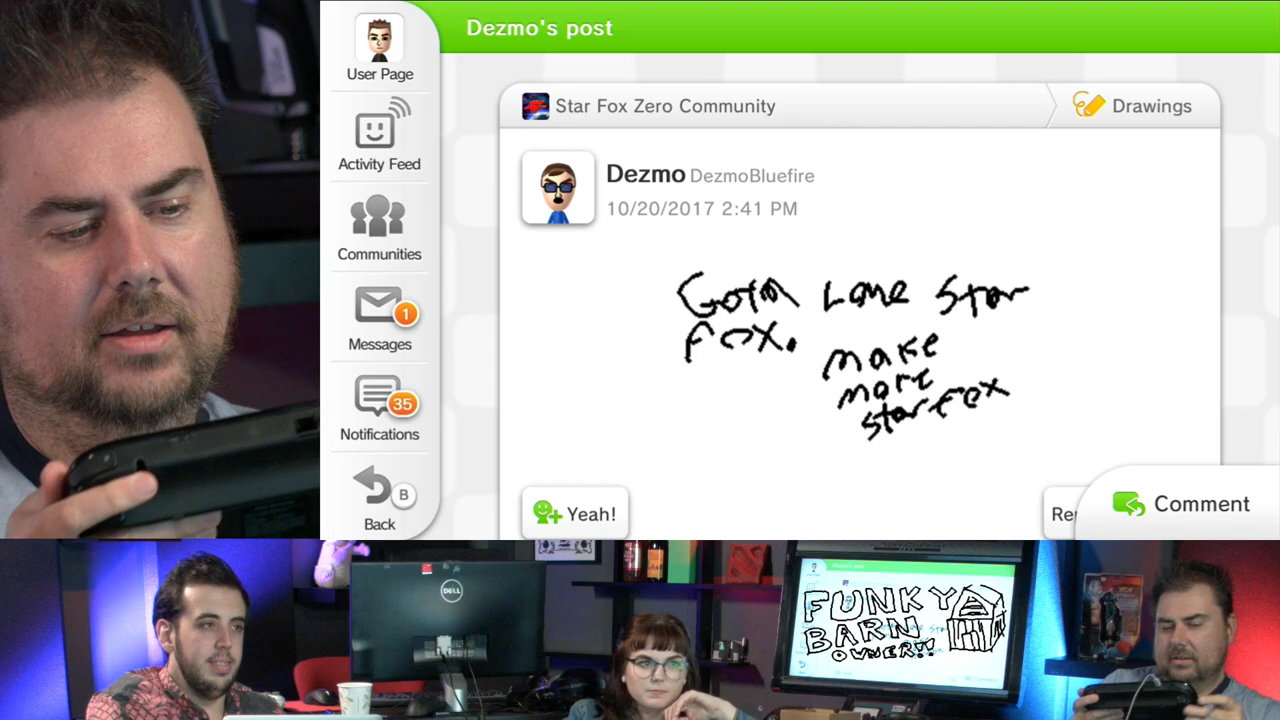 Dezmo's post
User Page
Star Fox Zero Community
Drawings
Activity Feed
Dezmo DezmoBluefire
10/20/2017 2:41 PM
Communities
Gotta Love Star
Fox.
make
more
starfox
1
Messages
35
Notifications
B
Back
Yeah!
Comment
DELL
FUNKY
BARN
OWNER!!